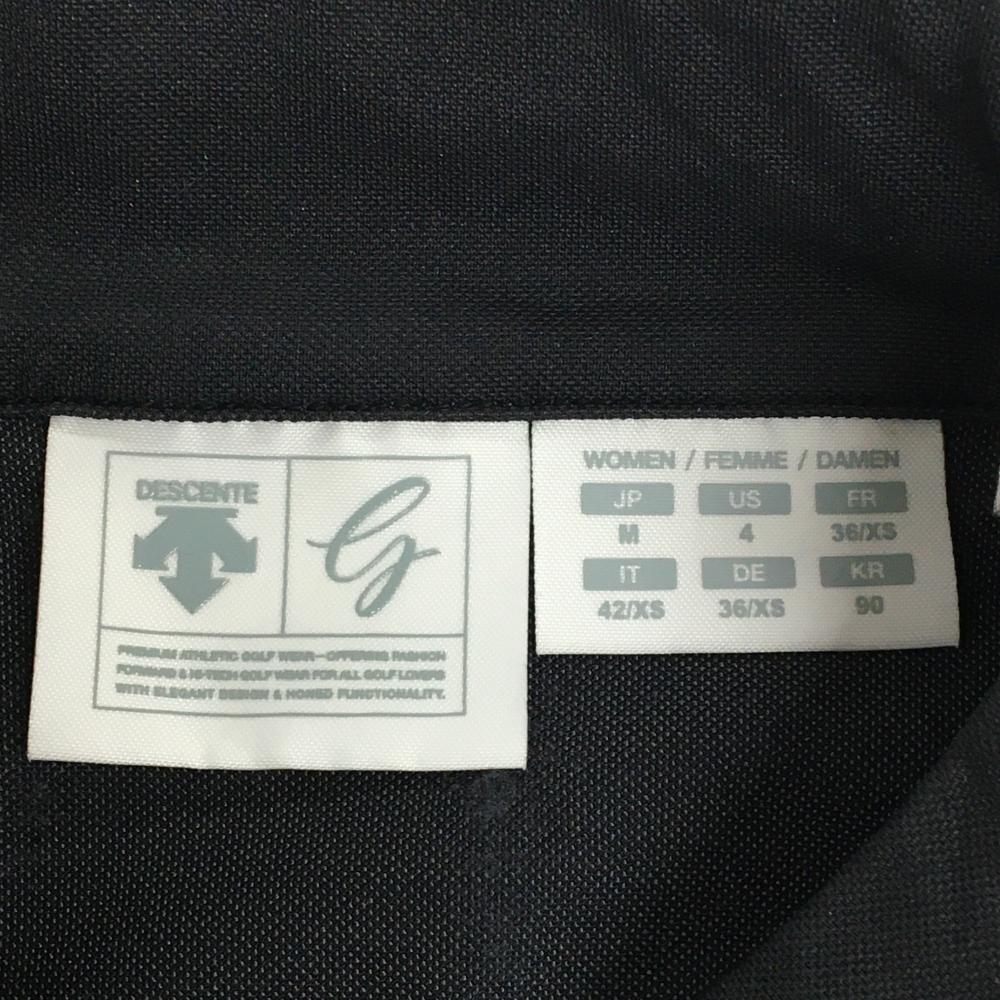 DESCENTE
G
PREMIUM ATHLETIC GOLF WEAR—OFFERING FASHION
FORWARD & HI-TECH GOLF WEAR FOR ALL GOLF LOVERS
WITH ELEGANT DESIGN & HONED FUNCTIONALITY.
WOMEN / FEMME / DAMEN
JP US FR
M 4 36/XS
IT DE KR
42/XS 36/XS 90